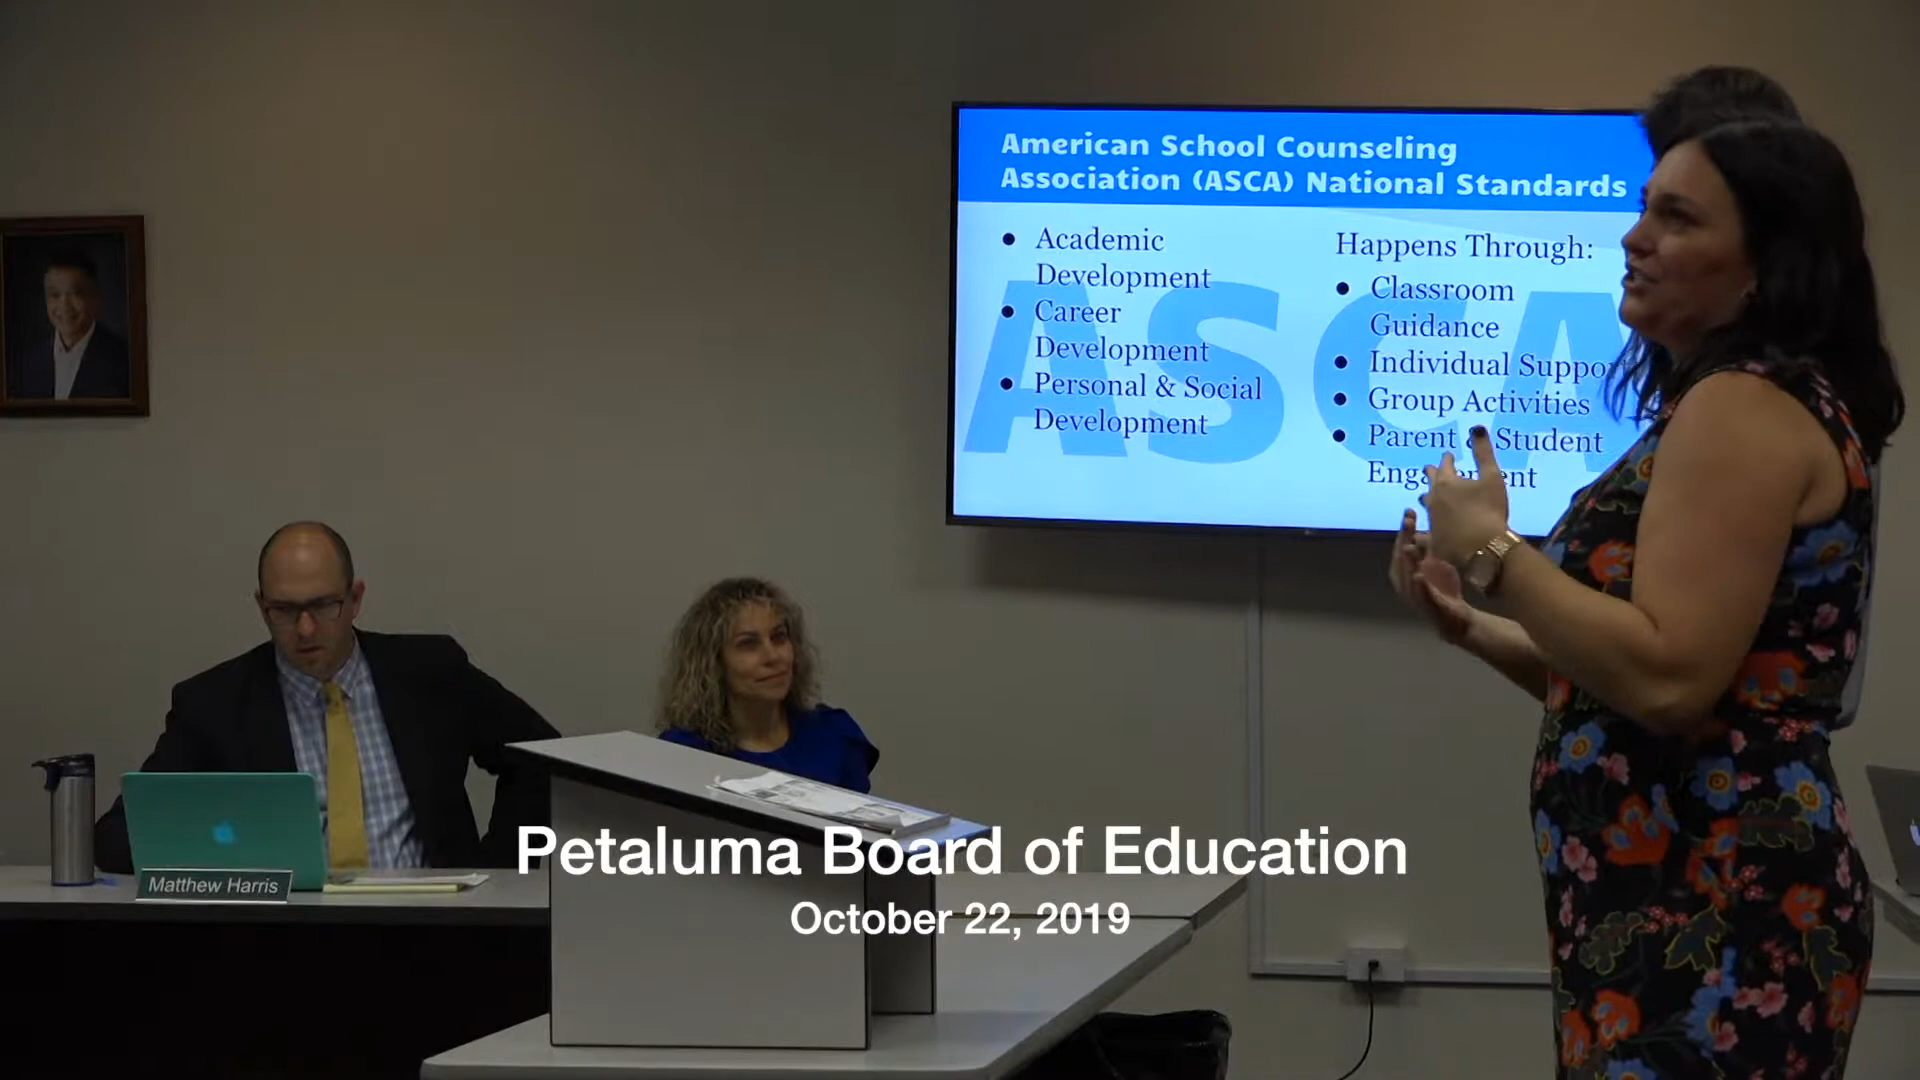 American School Counseling
Association (ASCA) National Standards
Academic
Development
Career
Development
Personal & Social
Development
Happens Through:
Classroom
Guidance
Individual
Group Activities
Parent & Student
ASCA
Matthew Harris
Petaluma Board of Education
October 22, 2019